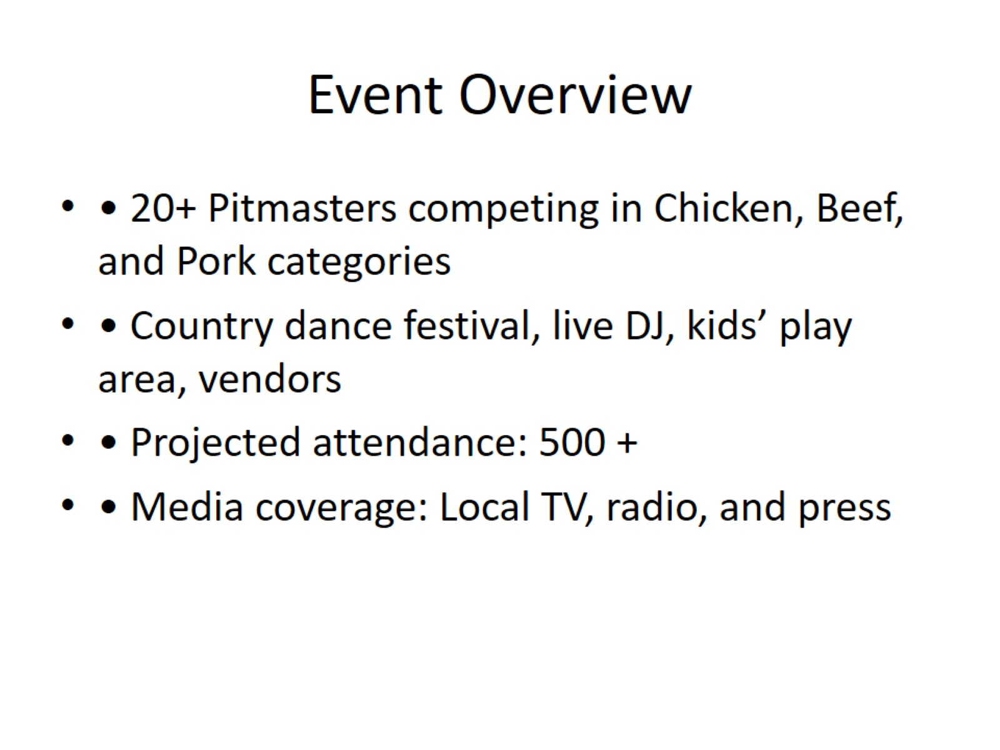 Event Overview
• • 20+ Pitmasters competing in Chicken, Beef,
and Pork categories
• • Country dance festival, live DJ, kids’ play
area, vendors
• • Projected attendance: 500 +
• • Media coverage: Local TV, radio, and press